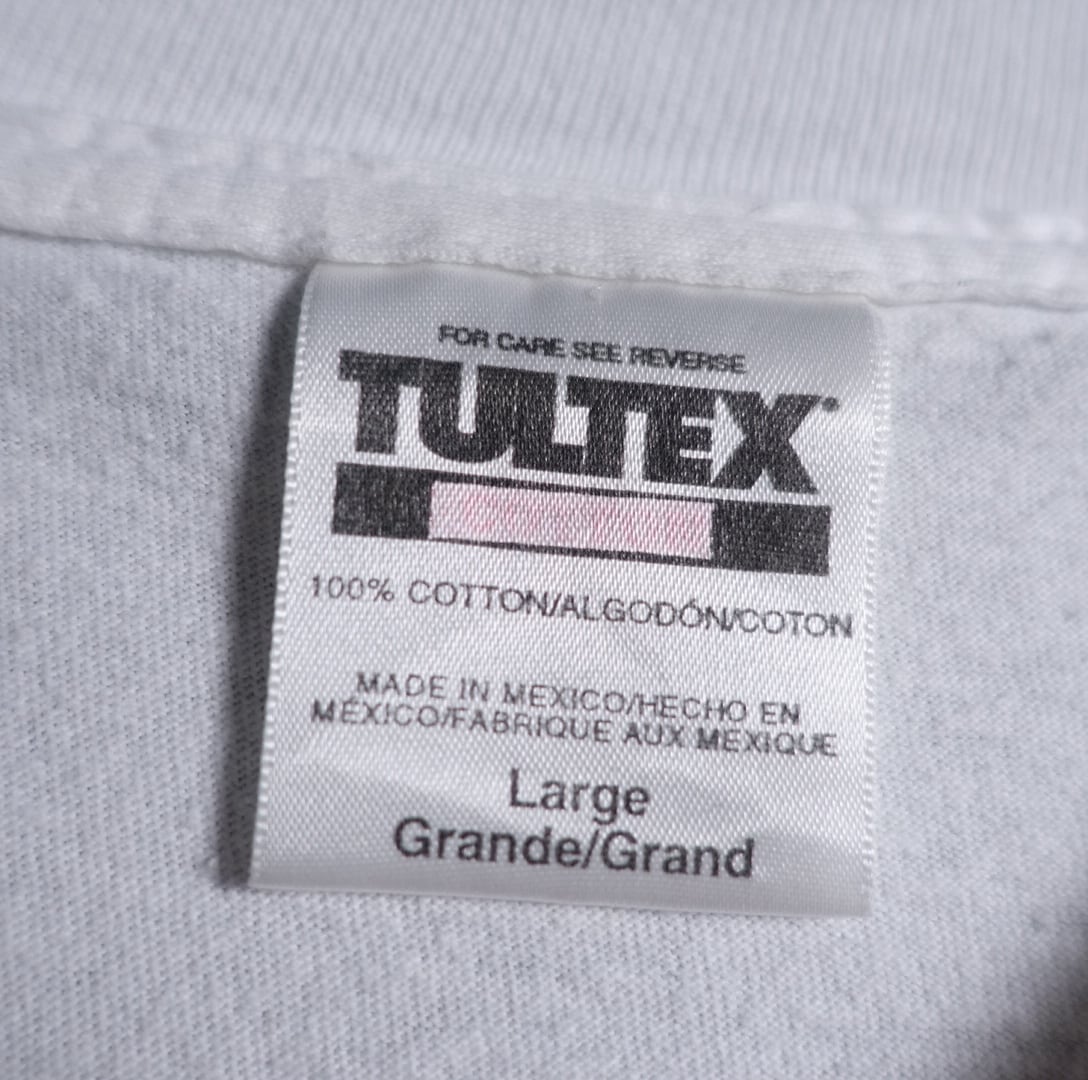 FOR CARE SEE REVERSE
TULTEX
100% COTTON/ALGODÓN/COTON
MADE IN MEXICO/HECHO EN
MÉXICO/FABRIQUE AUX MEXIQUE
Large
Grande/Grand